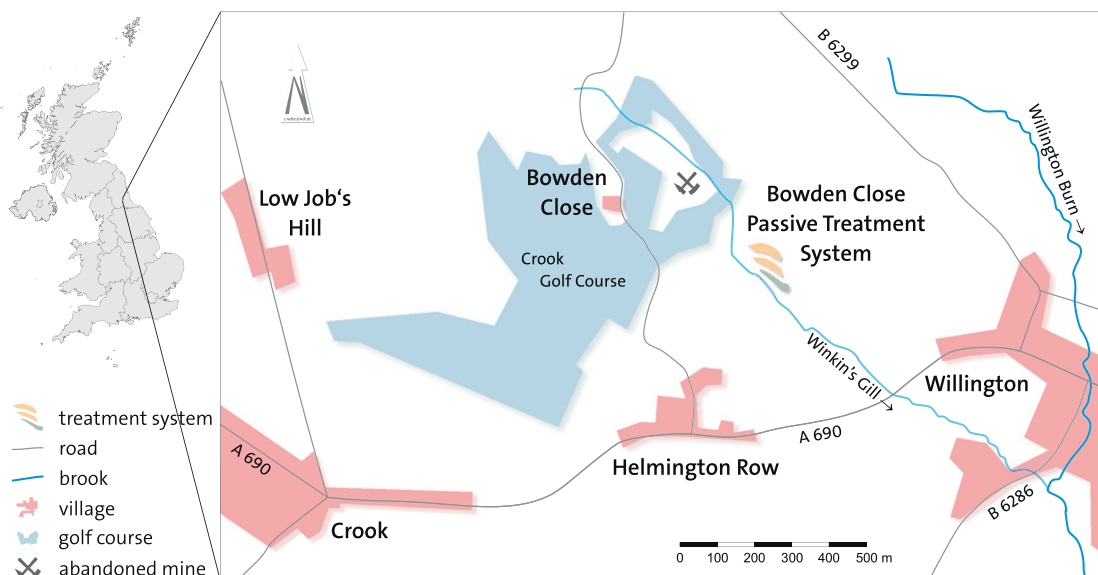 B 6299
Willington Burn →
N
Low Job‘s
Hill
Bowden
Close
Bowden Close
Passive Treatment
System
Crook
Golf Course
Winkin's Gill →
Willington
treatment system
road
brook
village
golf course
abandoned mine
A 690
A 690
Helmington Row
Crook
B 6286
0 100 200 300 400 500 m